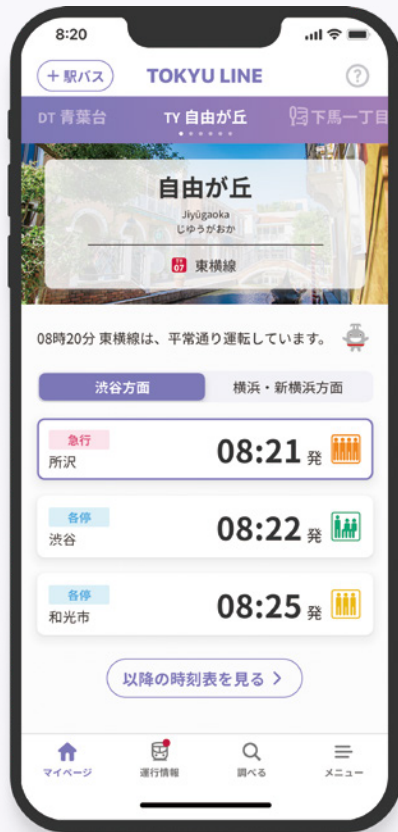 8:20
＋駅バス TOKYU LINE ?
DT 青葉台 TY 自由が丘 下馬一丁目
自由が丘
Jiyūgaoka
じゆうがおか
TY 07 東横線
08時20分 東横線は、平常通り運転しています。
渋谷方面 横浜・新横浜方面
急行
所沢 08:21 発
各停
渋谷 08:22 発
各停
和光市 08:25 発
以降の時刻表を見る >
マイページ 運行情報 調べる メニュー